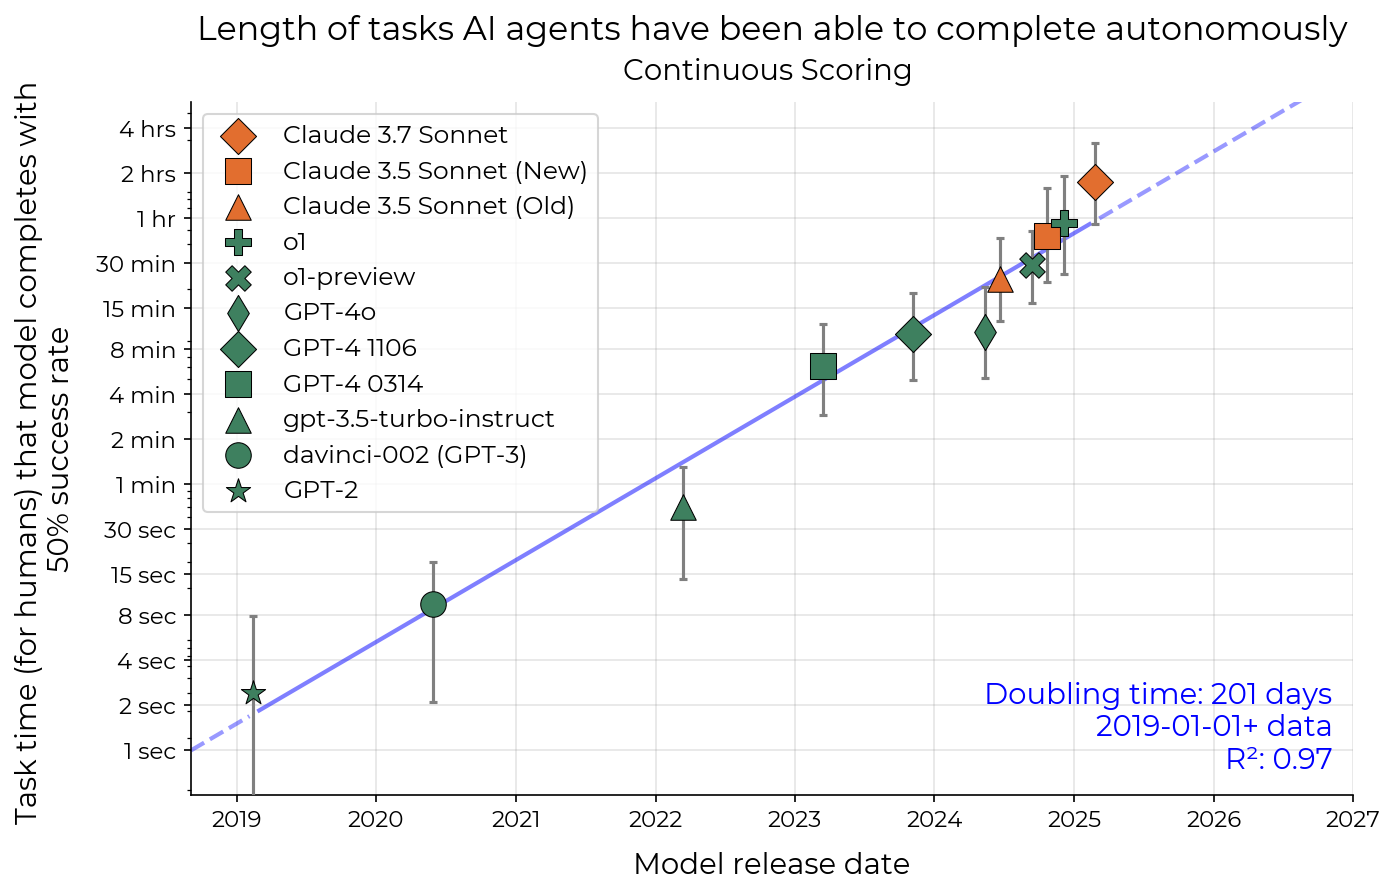 Length of tasks AI agents have been able to complete autonomously
Continuous Scoring
Task time (for humans) that model completes with
50% success rate
4 hrs
2 hrs
1 hr
30 min
15 min
8 min
4 min
2 min
1 min
30 sec
15 sec
8 sec
4 sec
2 sec
1 sec
Claude 3.7 Sonnet
Claude 3.5 Sonnet (New)
Claude 3.5 Sonnet (Old)
o1
o1-preview
GPT-4o
GPT-4 1106
GPT-4 0314
gpt-3.5-turbo-instruct
davinci-002 (GPT-3)
GPT-2
Doubling time: 201 days
2019-01-01+ data
R²: 0.97
2019 2020 2021 2022 2023 2024 2025 2026 2027
Model release date